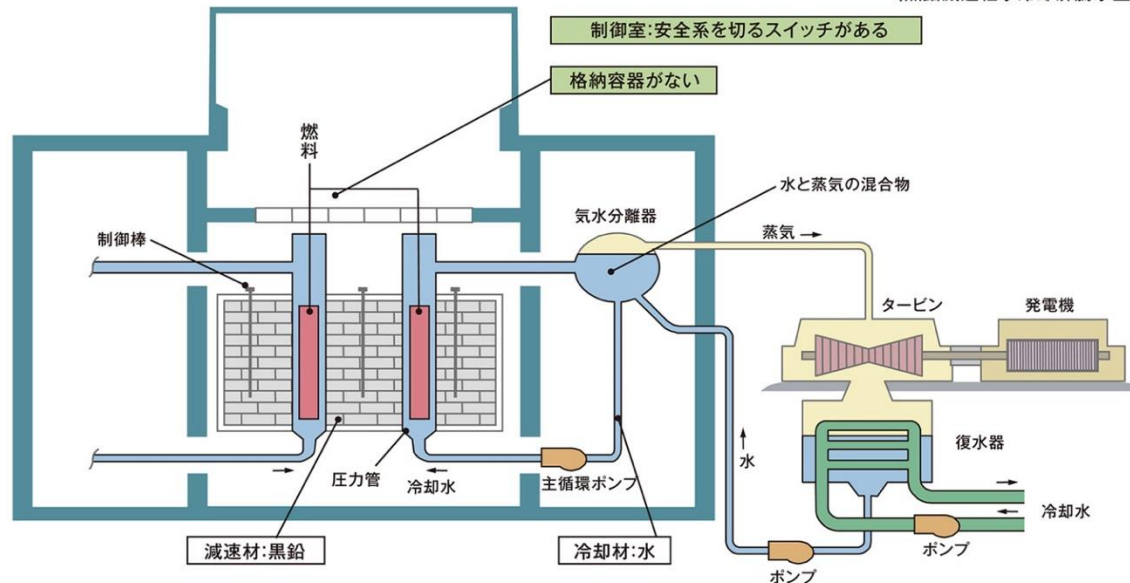 制御室:安全系を切るスイッチがある
格納容器がない
燃料
水と蒸気の混合物
気水分離器
制御棒
蒸気
タービン
発電機
復水器
水
圧力管
冷却水
主循環ポンプ
冷却水
減速材:黒鉛
冷却材:水
ポンプ
ポンプ